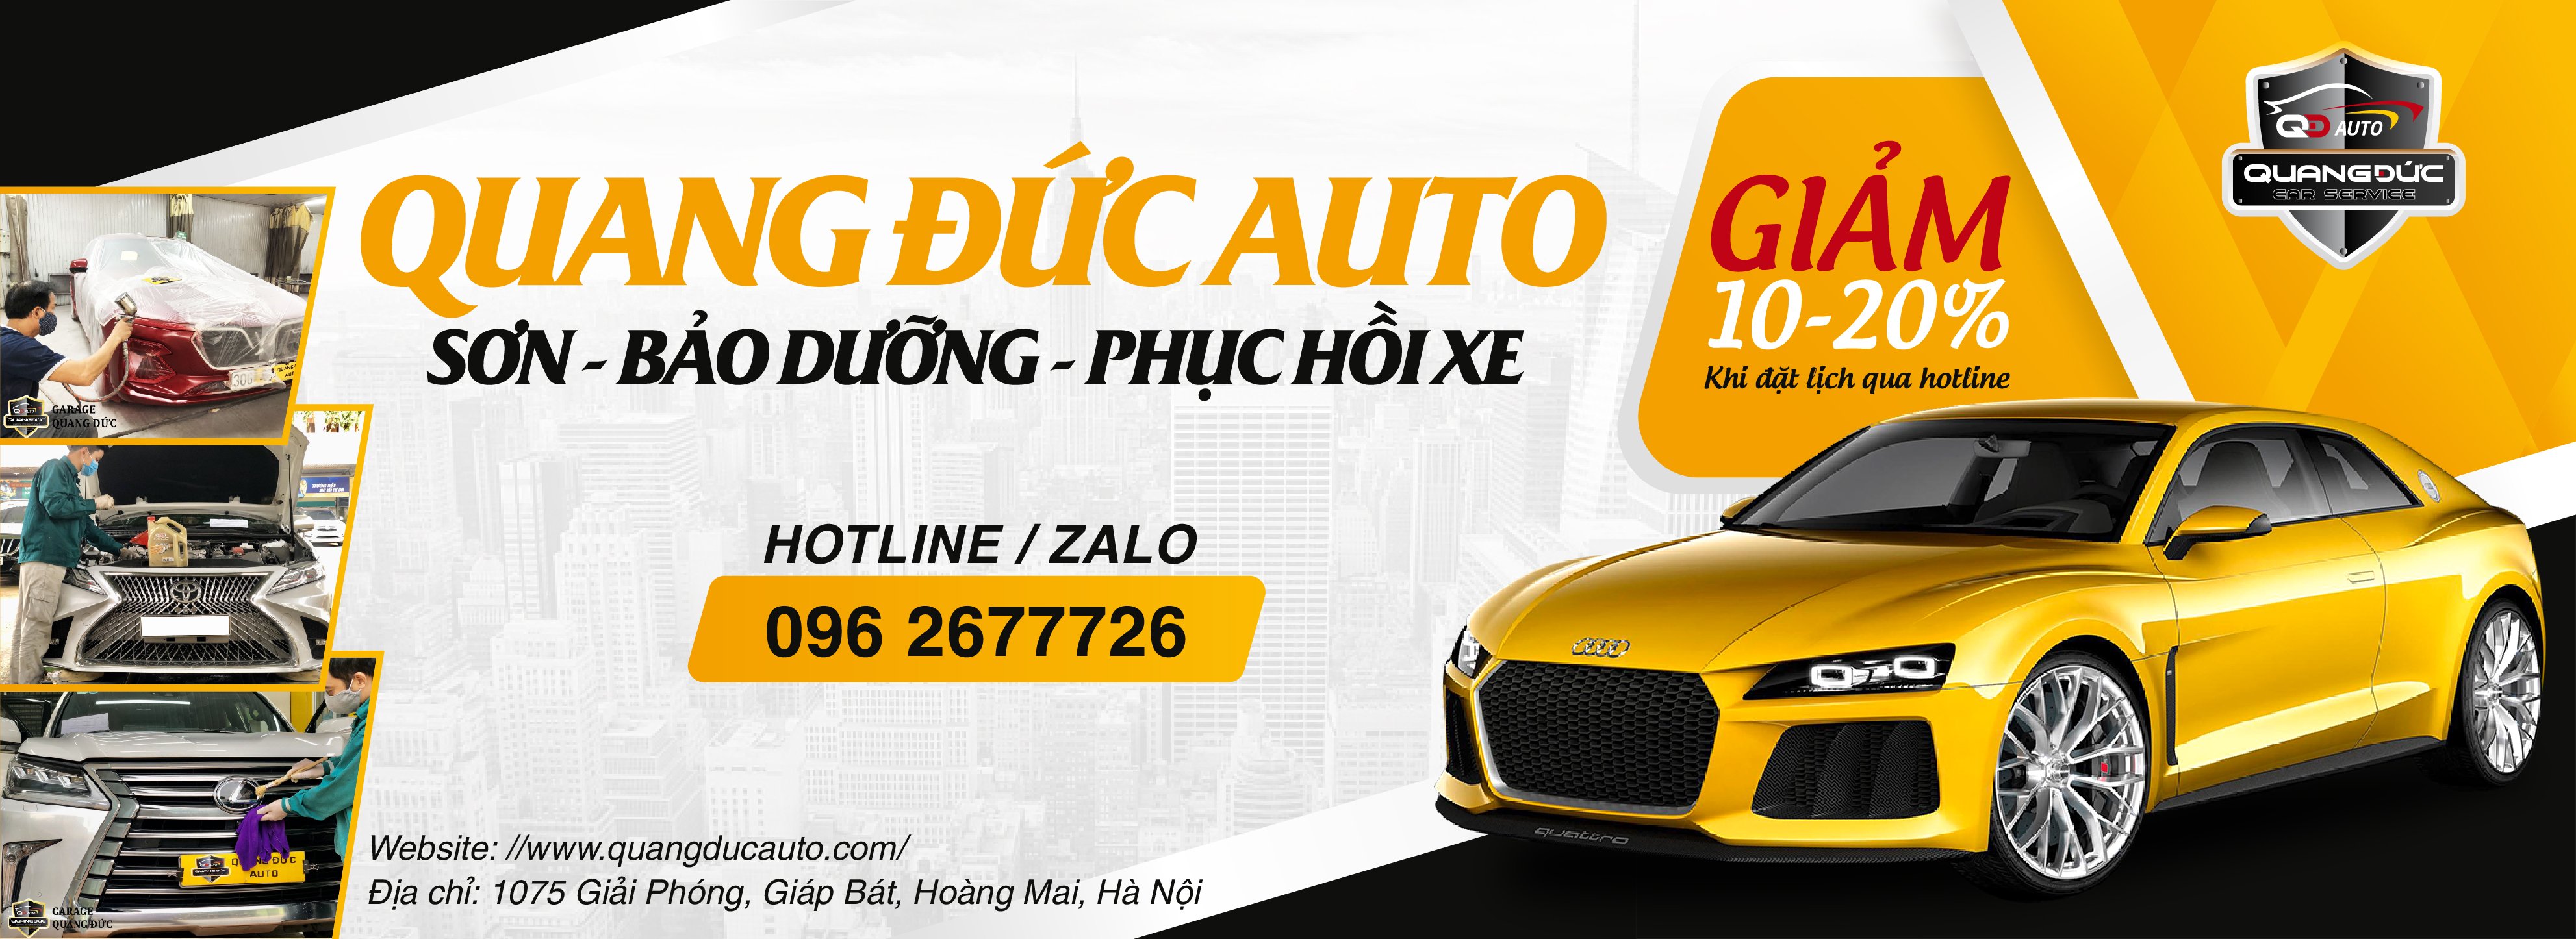 QUANG ĐỨC AUTO
SƠN - BẢO DƯỠNG - PHỤC HỒI XE
GIẢM
10-20%
Khi đặt lịch qua hotline
QD AUTO
QUANGĐỨC
CAR SERVICE
HOTLINE / ZALO
096 2677726
Website: //www.quangducauto.com/
Địa chỉ: 1075 Giải Phóng, Giáp Bát, Hoàng Mai, Hà Nội
quattro
GARAGE
QUANG ĐỨC
GARAGE
QUANG ĐỨC
AUTO